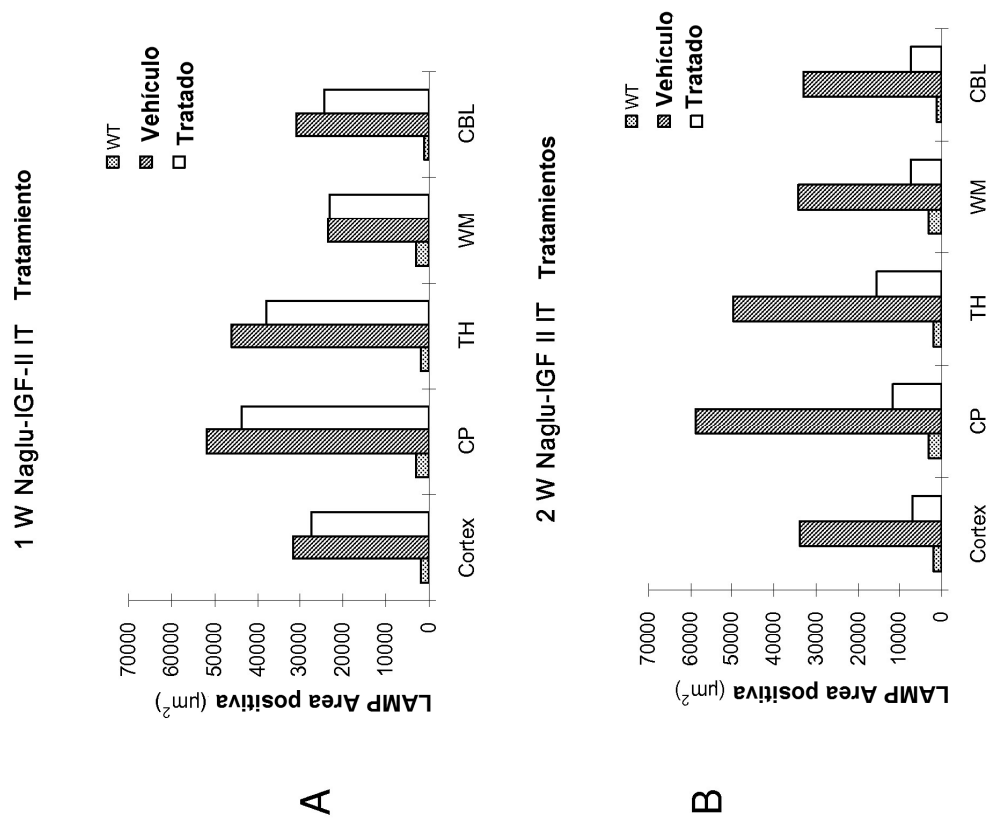 A
1 W Naglu-IGF-II IT Tratamiento
WT
Vehículo
Tratado
LAMP Area positiva (µm²)
70000
60000
50000
40000
30000
20000
10000
0
Cortex
CP
TH
WM
CBL
B
2 W Naglu-IGF II IT Tratamientos
WT
Vehículo
Tratado
LAMP Area positiva (µm²)
70000
60000
50000
40000
30000
20000
10000
0
Cortex
CP
TH
WM
CBL